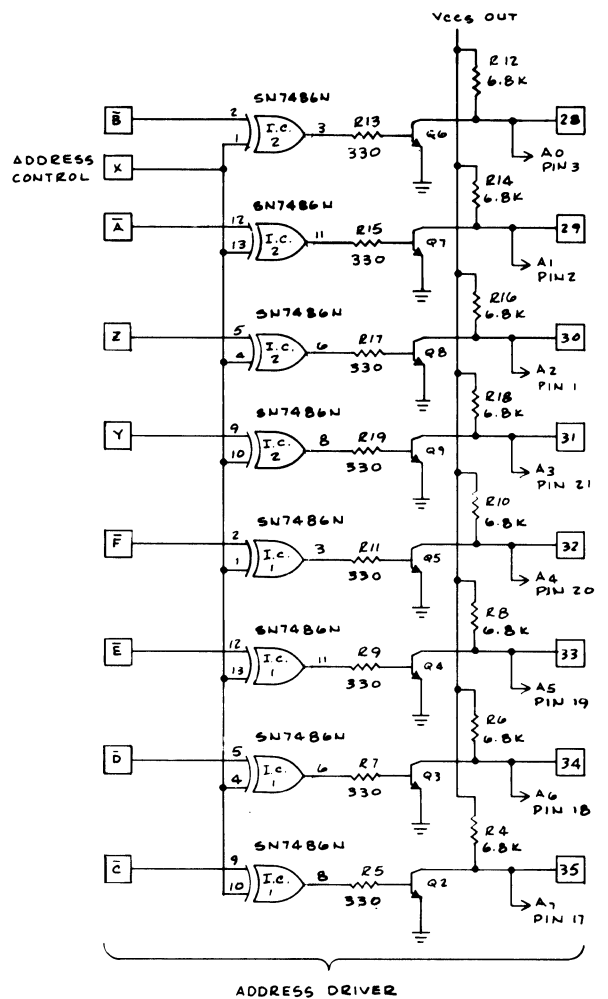 VCCS OUT
R12
6.8K
SN7486N
B̅
2
1
I.C.
2
3
R13
330
Q6
28
A0
PIN 3
ADDRESS
CONTROL
X
R14
6.8K
SN7486N
A̅
12
13
I.C.
2
11
R15
330
Q7
29
A1
PIN 2
R16
6.8K
SN7486N
Z
5
4
I.C.
2
6
R17
330
Q8
30
A2
PIN 1
R18
6.8K
SN7486N
Y
9
10
I.C.
2
8
R19
330
Q9
31
A3
PIN 21
R10
6.8K
SN7486N
F̅
2
1
I.C.
1
3
R11
330
Q5
32
A4
PIN 20
R8
6.8K
SN7486N
E̅
12
13
I.C.
1
11
R9
330
Q4
33
A5
PIN 19
R6
6.8K
SN7486N
D̅
5
4
I.C.
1
6
R7
330
Q3
34
A6
PIN 18
R4
6.8K
SN7486N
C̅
9
10
I.C.
1
8
R5
330
Q2
35
A7
PIN 17
ADDRESS DRIVER